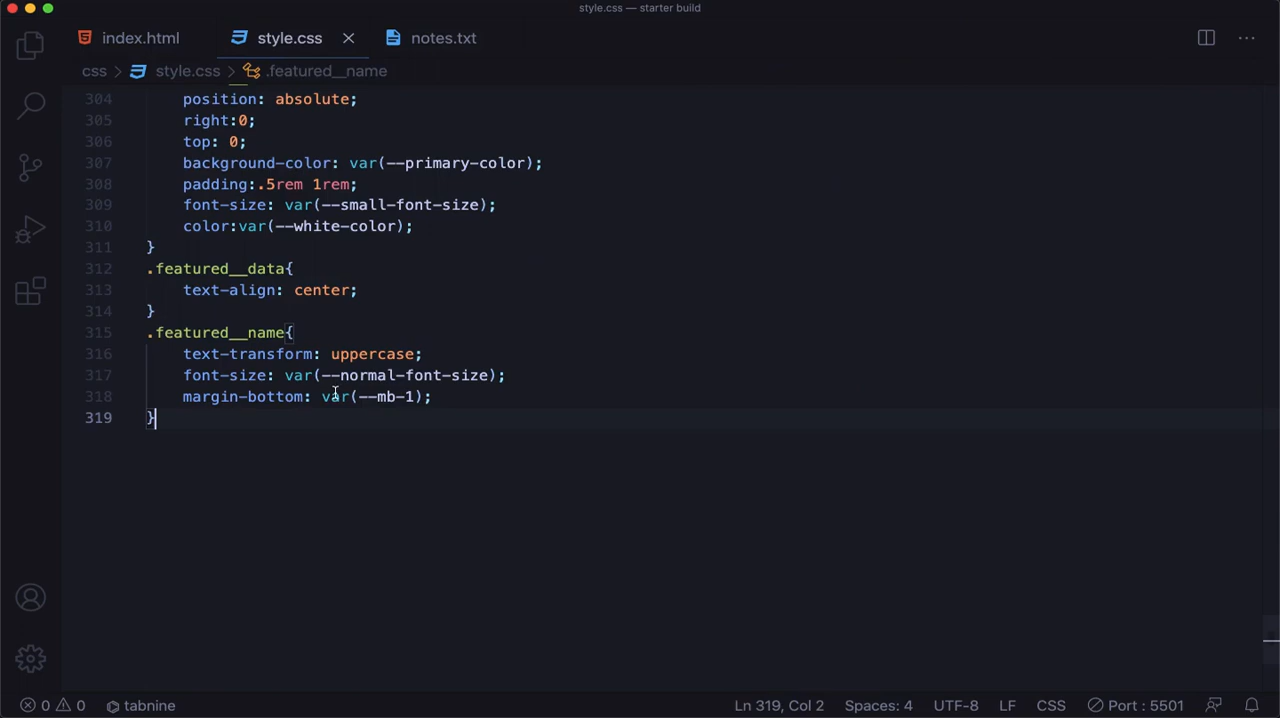 style.css — starter build
index.html
style.css
notes.txt
css > style.css > .featured__name
304 position: absolute;
305 right:0;
306 top: 0;
307 background-color: var(--primary-color);
308 padding:.5rem 1rem;
309 font-size: var(--small-font-size);
310 color:var(--white-color);
311 }
312 .featured__data{
313 text-align: center;
314 }
315 .featured__name{
316 text-transform: uppercase;
317 font-size: var(--normal-font-size);
318 margin-bottom: var(--mb-1);
319 }
0 0 tabnine Ln 319, Col 2 Spaces: 4 UTF-8 LF CSS Port : 5501